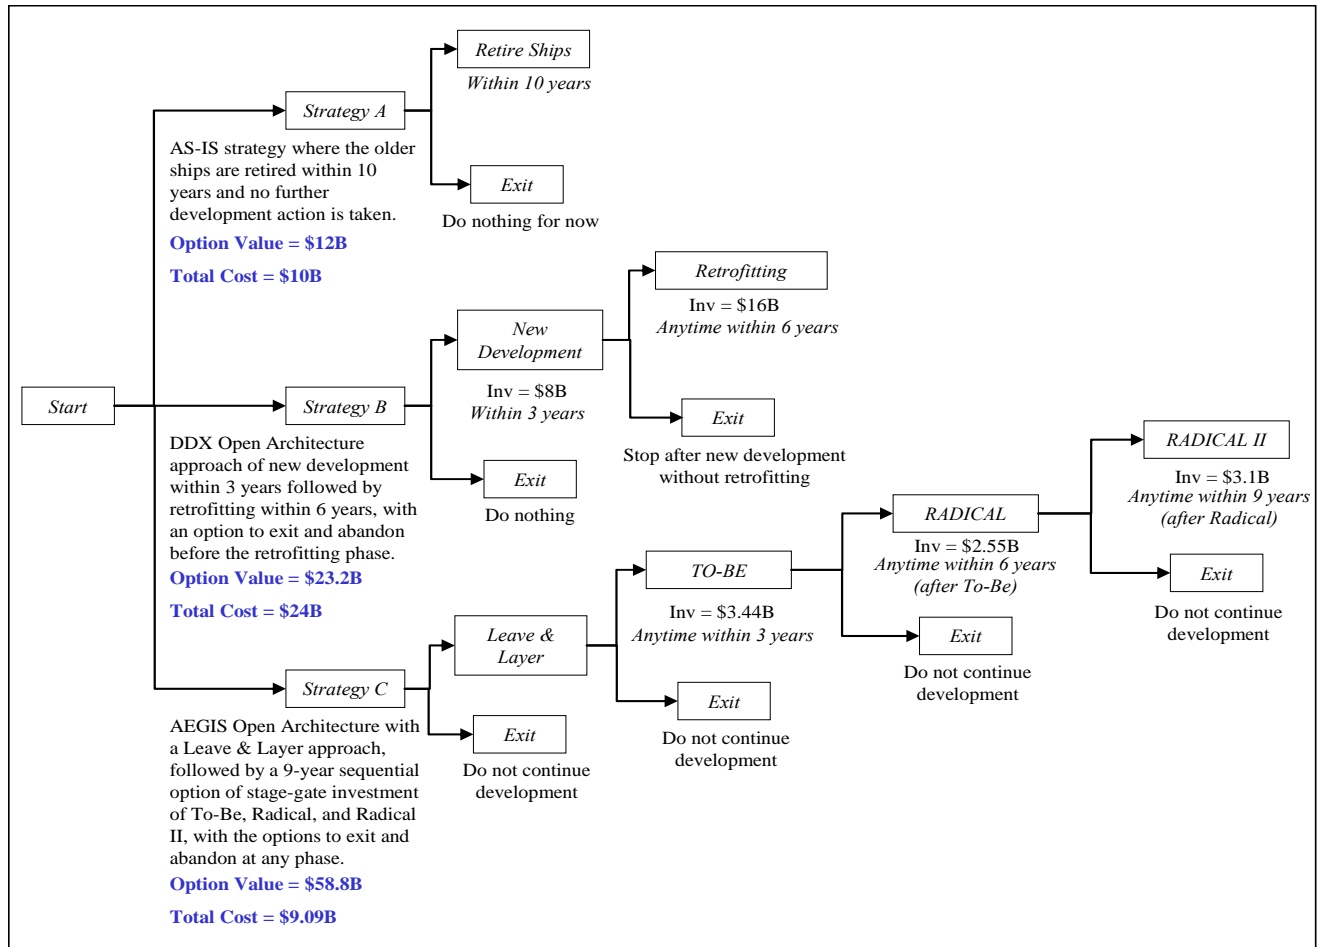 Retire Ships
Within 10 years
Strategy A
AS-IS strategy where the older
ships are retired within 10
years and no further
development action is taken.
Option Value = $12B
Total Cost = $10B
Exit
Do nothing for now
Retrofitting
Inv = $16B
Anytime within 6 years
New
Development
Inv = $8B
Within 3 years
Start
Strategy B
Exit
Stop after new development
without retrofitting
DDX Open Architecture
approach of new development
within 3 years followed by
retrofitting within 6 years, with
an option to exit and abandon
before the retrofitting phase.
Option Value = $23.2B
Total Cost = $24B
Exit
Do nothing
RADICAL II
Inv = $3.1B
Anytime within 9 years
(after Radical)
RADICAL
Inv = $2.55B
Anytime within 6 years
(after To-Be)
Exit
Do not continue
development
TO-BE
Inv = $3.44B
Anytime within 3 years
Exit
Do not continue
development
Leave &
Layer
Exit
Do not continue
development
Strategy C
Exit
Do not continue
development
AEGIS Open Architecture with
a Leave & Layer approach,
followed by a 9-year sequential
option of stage-gate investment
of To-Be, Radical, and Radical
II, with the options to exit and
abandon at any phase.
Option Value = $58.8B
Total Cost = $9.09B